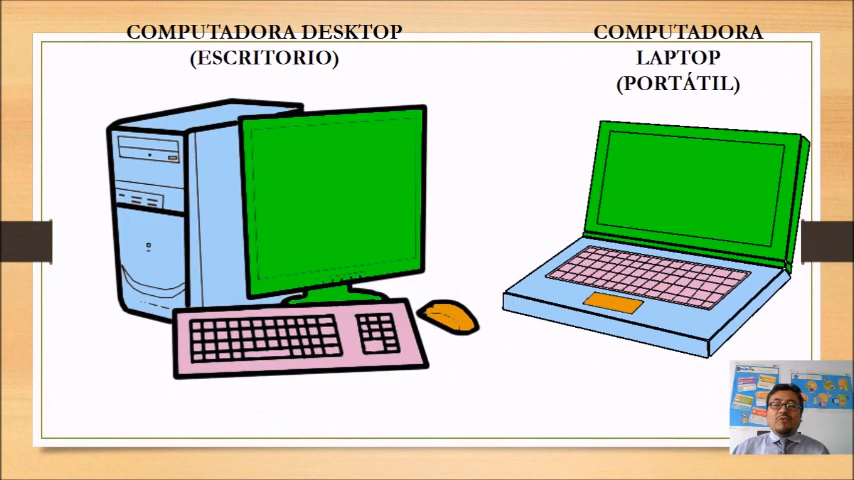 COMPUTADORA DESKTOP
(ESCRITORIO)
COMPUTADORA
LAPTOP
(PORTÁTIL)